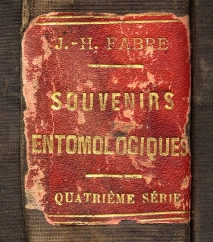 J.-H. FABRE
SOUVENIRS
ENTOMOLOGIQUES
QUATRIÈME SÉRIE